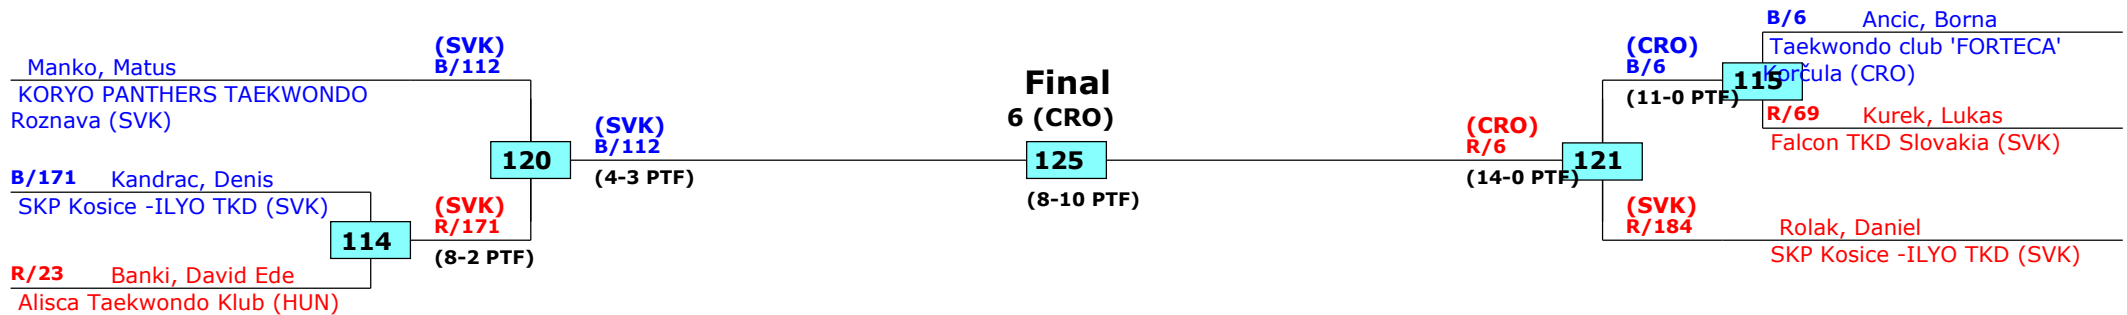 Manko, Matus
KORYO PANTHERS TAEKWONDO
Roznava (SVK)
(SVK)
B/112
B/171 Kandrac, Denis
SKP Kosice -ILYO TKD (SVK)
R/23 Banki, David Ede
Alisca Taekwondo Klub (HUN)
114
(SVK)
R/171
(8-2 PTF)
120
(SVK)
B/112
(4-3 PTF)
Final
6 (CRO)
125
(8-10 PTF)
(CRO)
R/6
(14-0 PTF)
121
(CRO)
B/6
(11-0 PTF)
115
B/6 Ancic, Borna
Taekwondo club 'FORTECA'
Korčula (CRO)
R/69 Kurek, Lukas
Falcon TKD Slovakia (SVK)
(SVK)
R/184
Rolak, Daniel
SKP Kosice -ILYO TKD (SVK)